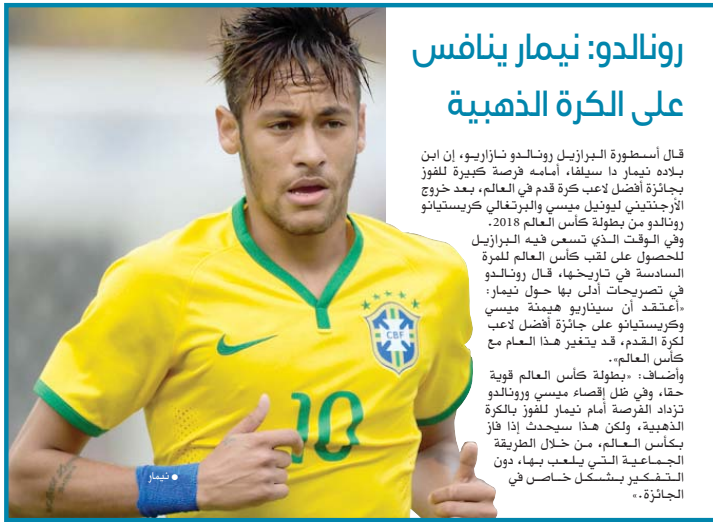 رونالدو: نيمار ينافس
على الكرة الذهبية
قال أسطورة البرازيل رونالدو نازاريو، إن ابن
بلاده نيمار دا سيلفا، أمامه فرصة كبيرة للفوز
بجائزة أفضل لاعب كرة قدم في العالم، بعد خروج
الأرجنتيني ليونيل ميسي والبرتغالي كريستيانو
رونالدو من بطولة كأس العالم 2018.
وفي الوقت الذي تسعى فيه البرازيل
للحصول على لقب كأس العالم للمرة
السادسة في تاريخها، قال رونالدو
في تصريحات أدلى بها حول نيمار:
«أعتقد أن سيناريو هيمنة ميسي
وكريستيانو على جائزة أفضل لاعب
لكرة القدم، قد يتغير هذا العام مع
كأس العالم».
وأضاف: «بطولة كأس العالم قوية
حقا، وفي ظل إقصاء ميسي ورونالدو
تزداد الفرصة أمام نيمار للفوز بالكرة
الذهبية، ولكن هذا سيحدث إذا فاز
بكأس العالم، من خلال الطريقة
الجماعية التي يلعب بها، دون
التفكير بشكل خاص في
الجائزة.»
CBF
10
● نيمار